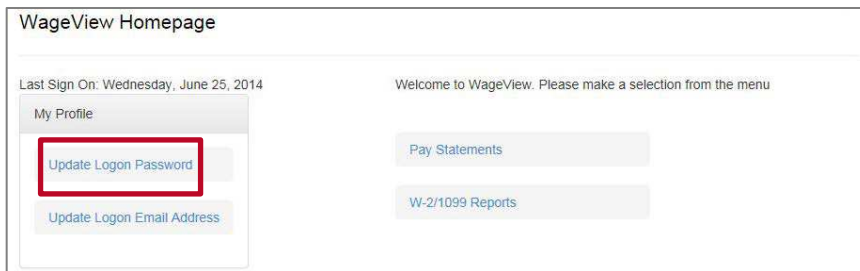 WageView Homepage
Last Sign On: Wednesday, June 25, 2014
My Profile
Update Logon Password
Update Logon Email Address
Welcome to WageView. Please make a selection from the menu
Pay Statements
W-2/1099 Reports